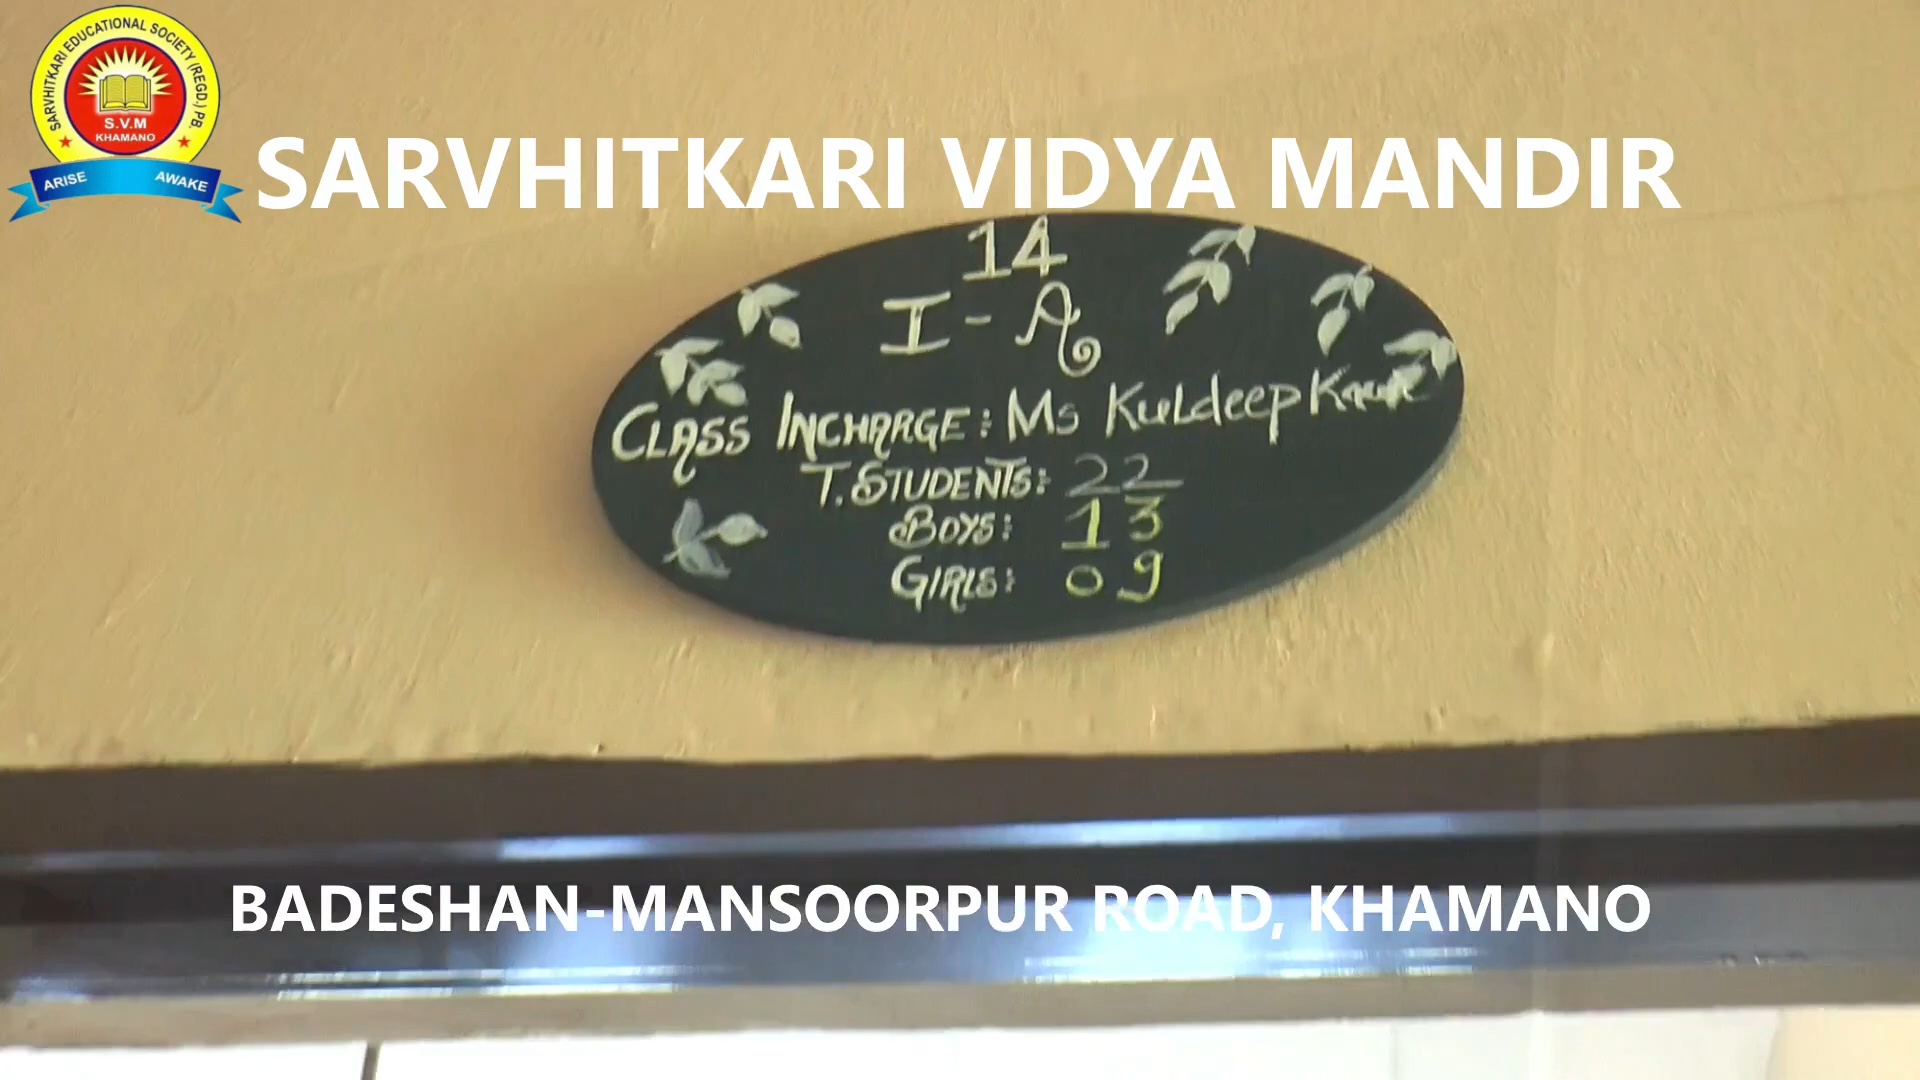 SARVHITKARI EDUCATIONAL SOCIETY (REGD.) PB.
S.V.M
KHAMANO
ARISE AWAKE
SARVHITKARI VIDYA MANDIR
14
I - A
CLASS INCHARGE: Ms Kuldeep Kaur
T. STUDENTS: 22
BOYS: 13
GIRLS: 09
BADESHAN-MANSOORPUR ROAD, KHAMANO